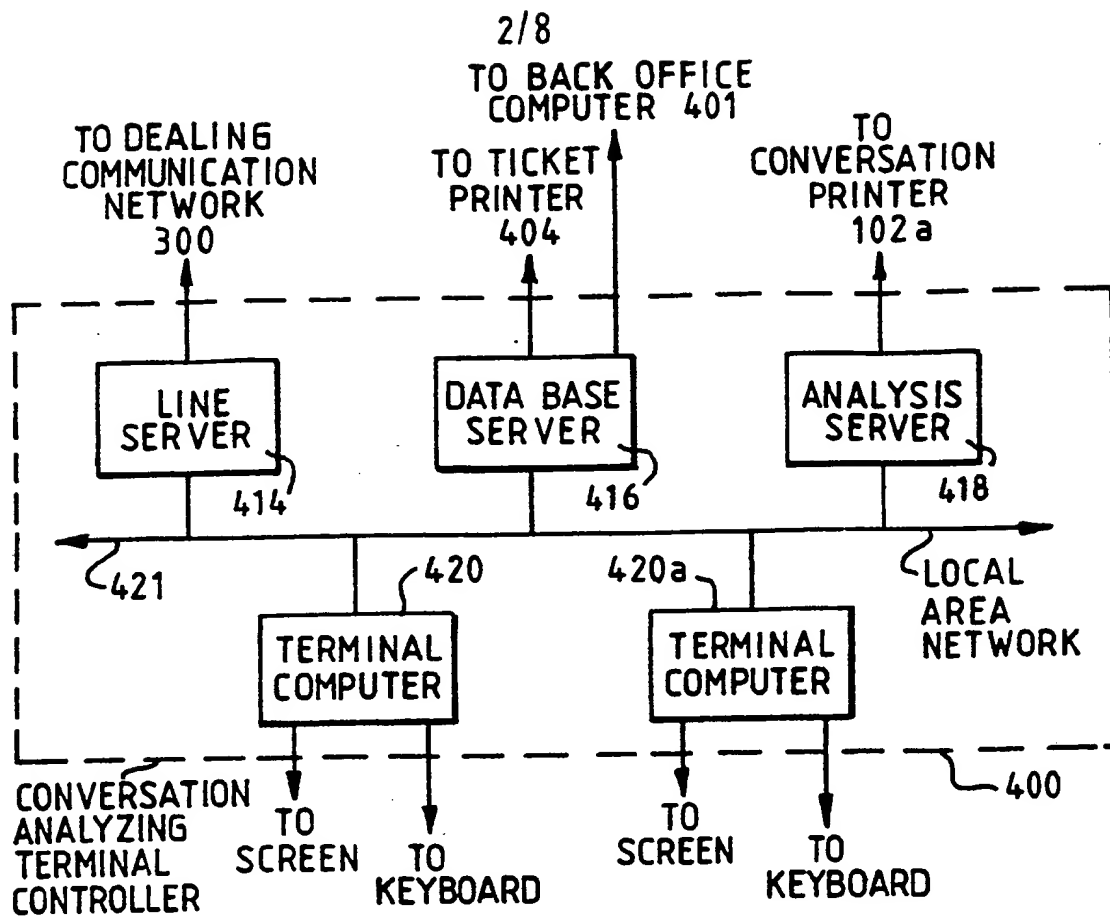 2/8
TO BACK OFFICE
COMPUTER 401
TO DEALING
COMMUNICATION
NETWORK
300
TO TICKET
PRINTER
404
TO
CONVERSATION
PRINTER
102a
LINE
SERVER
414
DATA BASE
SERVER
416
ANALYSIS
SERVER
418
421
420
420a
LOCAL
AREA
NETWORK
TERMINAL
COMPUTER
TERMINAL
COMPUTER
CONVERSATION
ANALYZING
TERMINAL
CONTROLLER
TO
SCREEN
TO
KEYBOARD
TO
SCREEN
TO
KEYBOARD
400